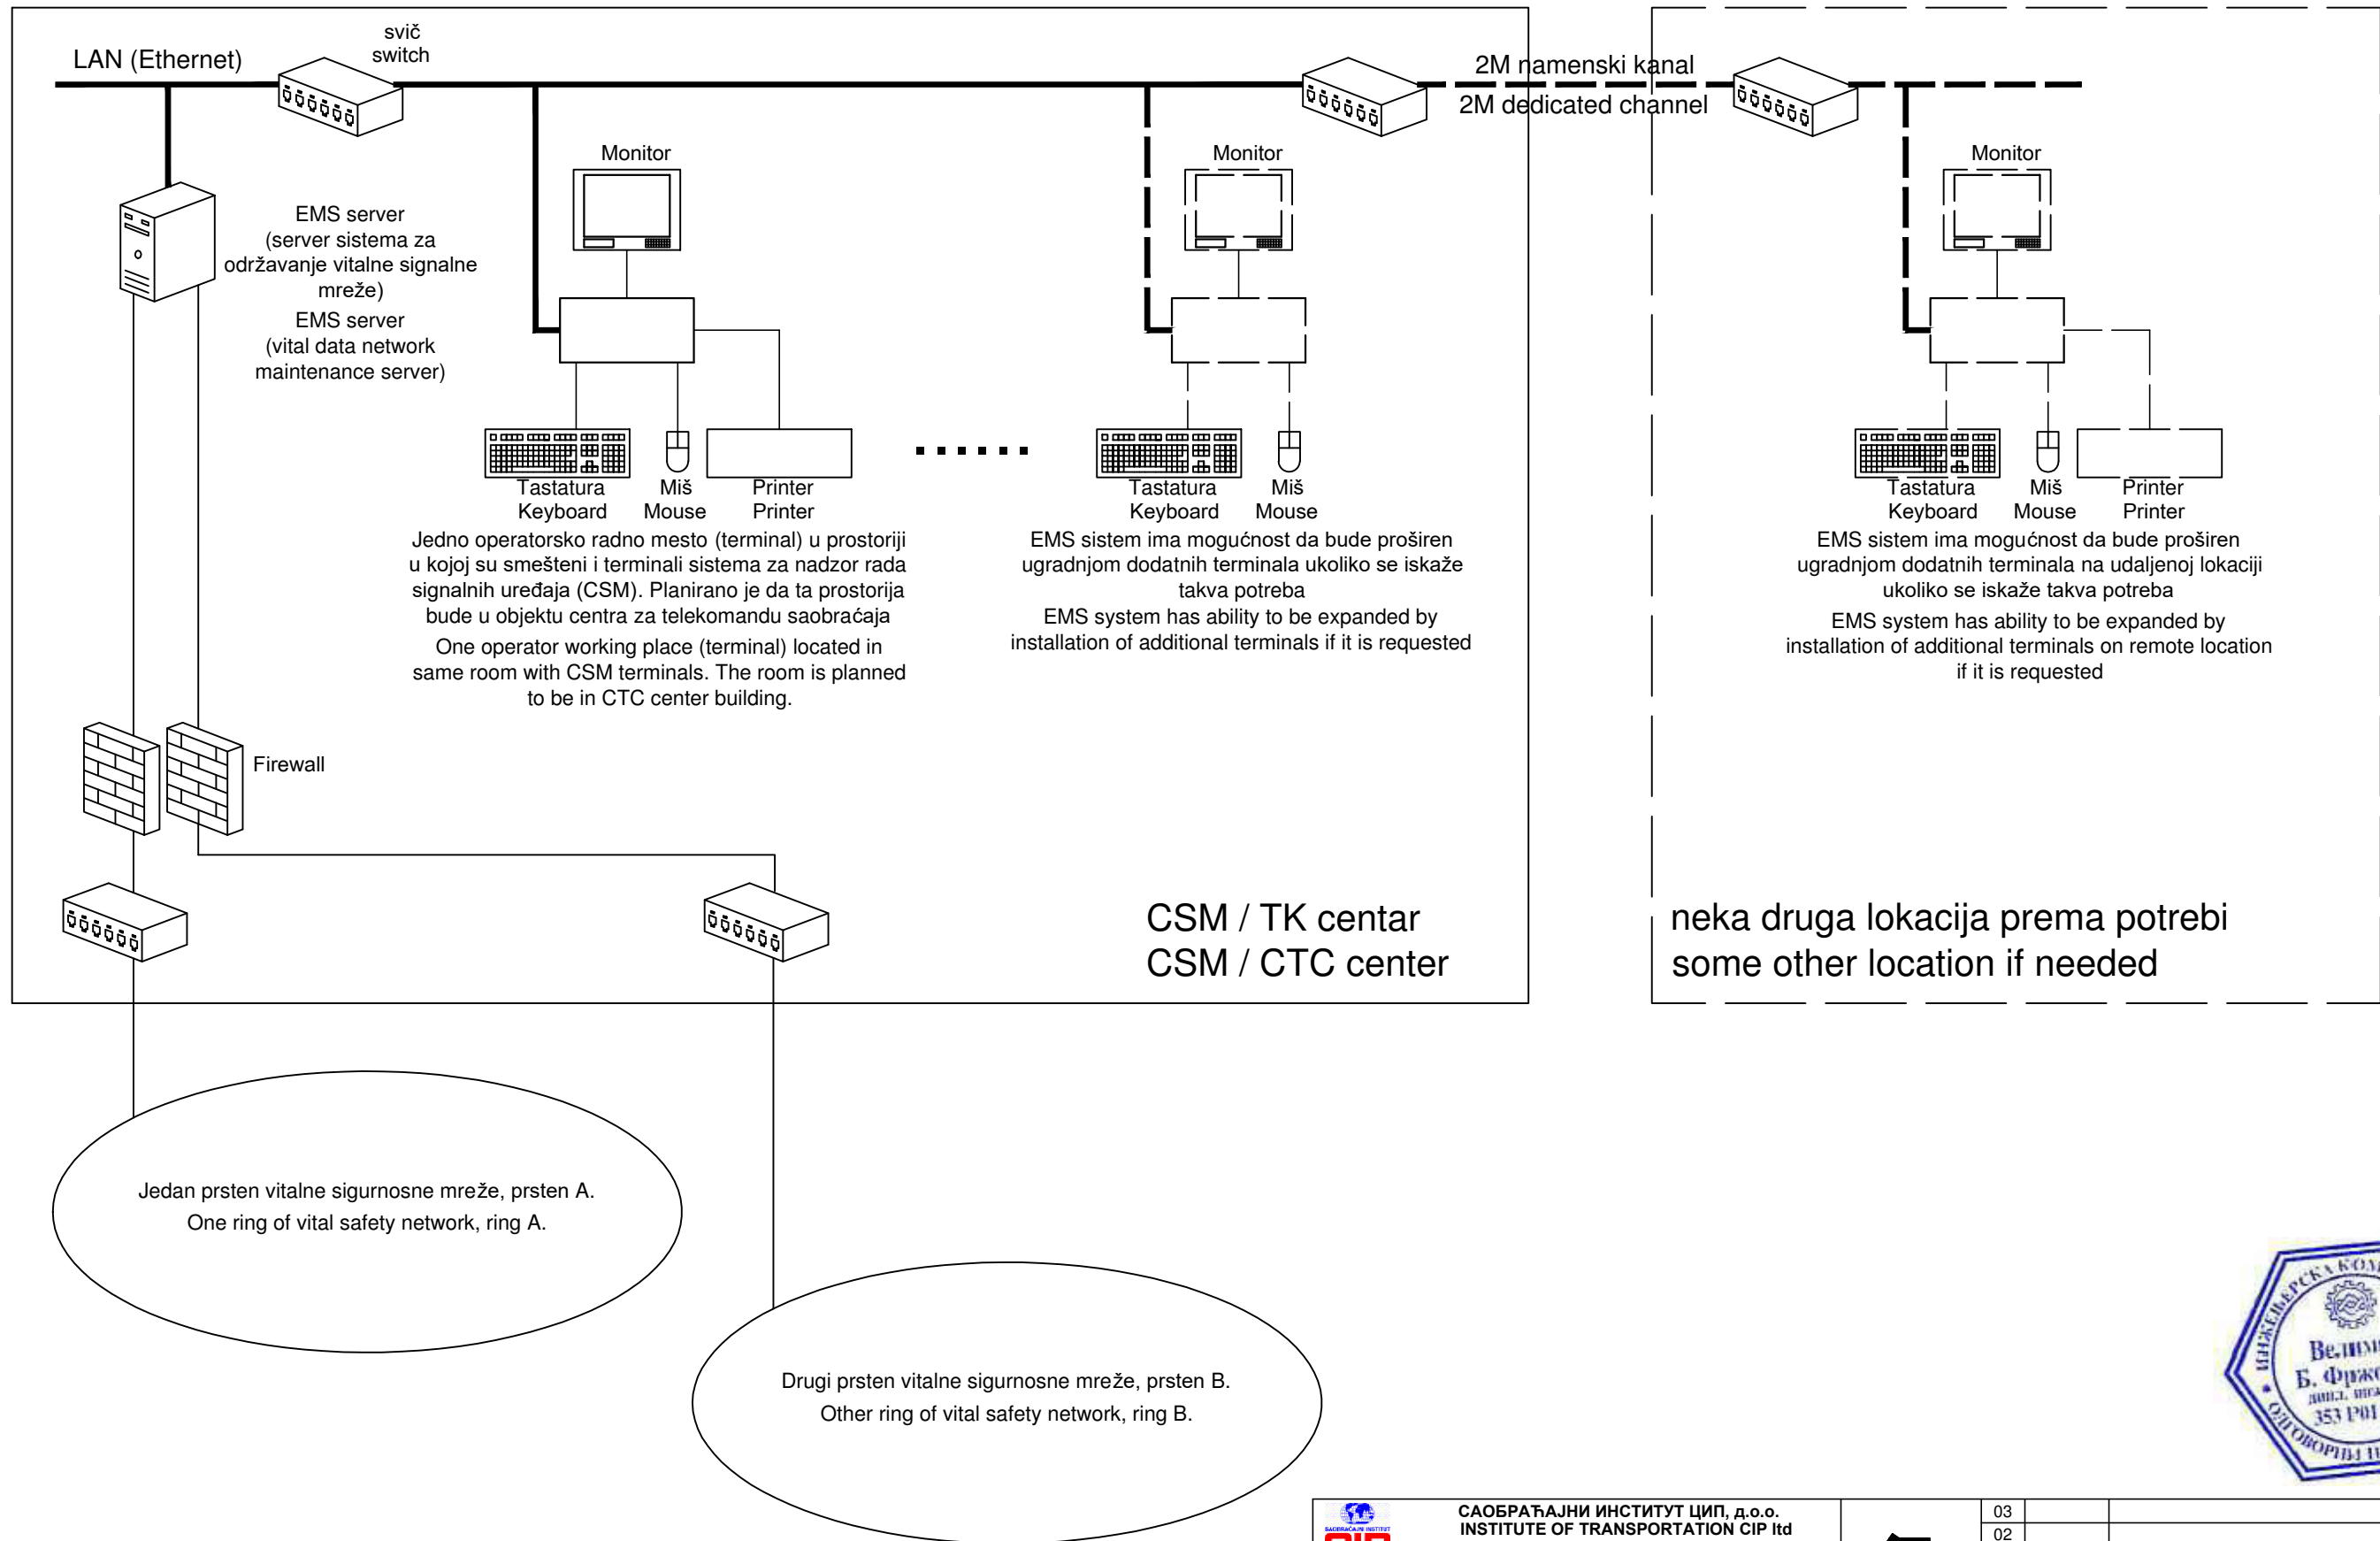 LAN (Ethernet)
svič
switch
2M namenski kanal
2M dedicated channel
Monitor
Monitor
Monitor
EMS server
(server sistema za
održavanje vitalne signalne
mreže)
EMS server
(vital data network
maintenance server)
Tastatura
Keyboard
Miš
Mouse
Printer
Printer
Jedno operatorsko radno mesto (terminal) u prostoriji
u kojoj su smešteni i terminali sistema za nadzor rada
signalnih uređaja (CSM). Planirano je da ta prostorija
bude u objektu centra za telekomandu saobraćaja
One operator working place (terminal) located in
same room with CSM terminals. The room is planned
to be in CTC center building.
Tastatura
Keyboard
Miš
Mouse
EMS sistem ima mogućnost da bude proširen
ugradnjom dodatnih terminala ukoliko se iskaže
takva potreba
EMS system has ability to be expanded by
installation of additional terminals if it is requested
Tastatura
Keyboard
Miš
Mouse
Printer
Printer
EMS sistem ima mogućnost da bude proširen
ugradnjom dodatnih terminala na udaljenoj lokaciji
ukoliko se iskaže takva potreba
EMS system has ability to be expanded by
installation of additional terminals on remote location
if it is requested
Firewall
CSM / TK centar
CSM / CTC center
neka druga lokacija prema potrebi
some other location if needed
Jedan prsten vitalne sigurnosne mreže, prsten A.
One ring of vital safety network, ring A.
Drugi prsten vitalne sigurnosne mreže, prsten B.
Other ring of vital safety network, ring B.
ИНЖЕЊЕРСКА
Б.
353
САОБРАЋАЈНИ ИНСТИТУТ ЦИП, д.о.о.
INSTITUTE OF TRANSPORTATION CIP ltd
SAOBRAĆAJNI INSTITUT
03
02